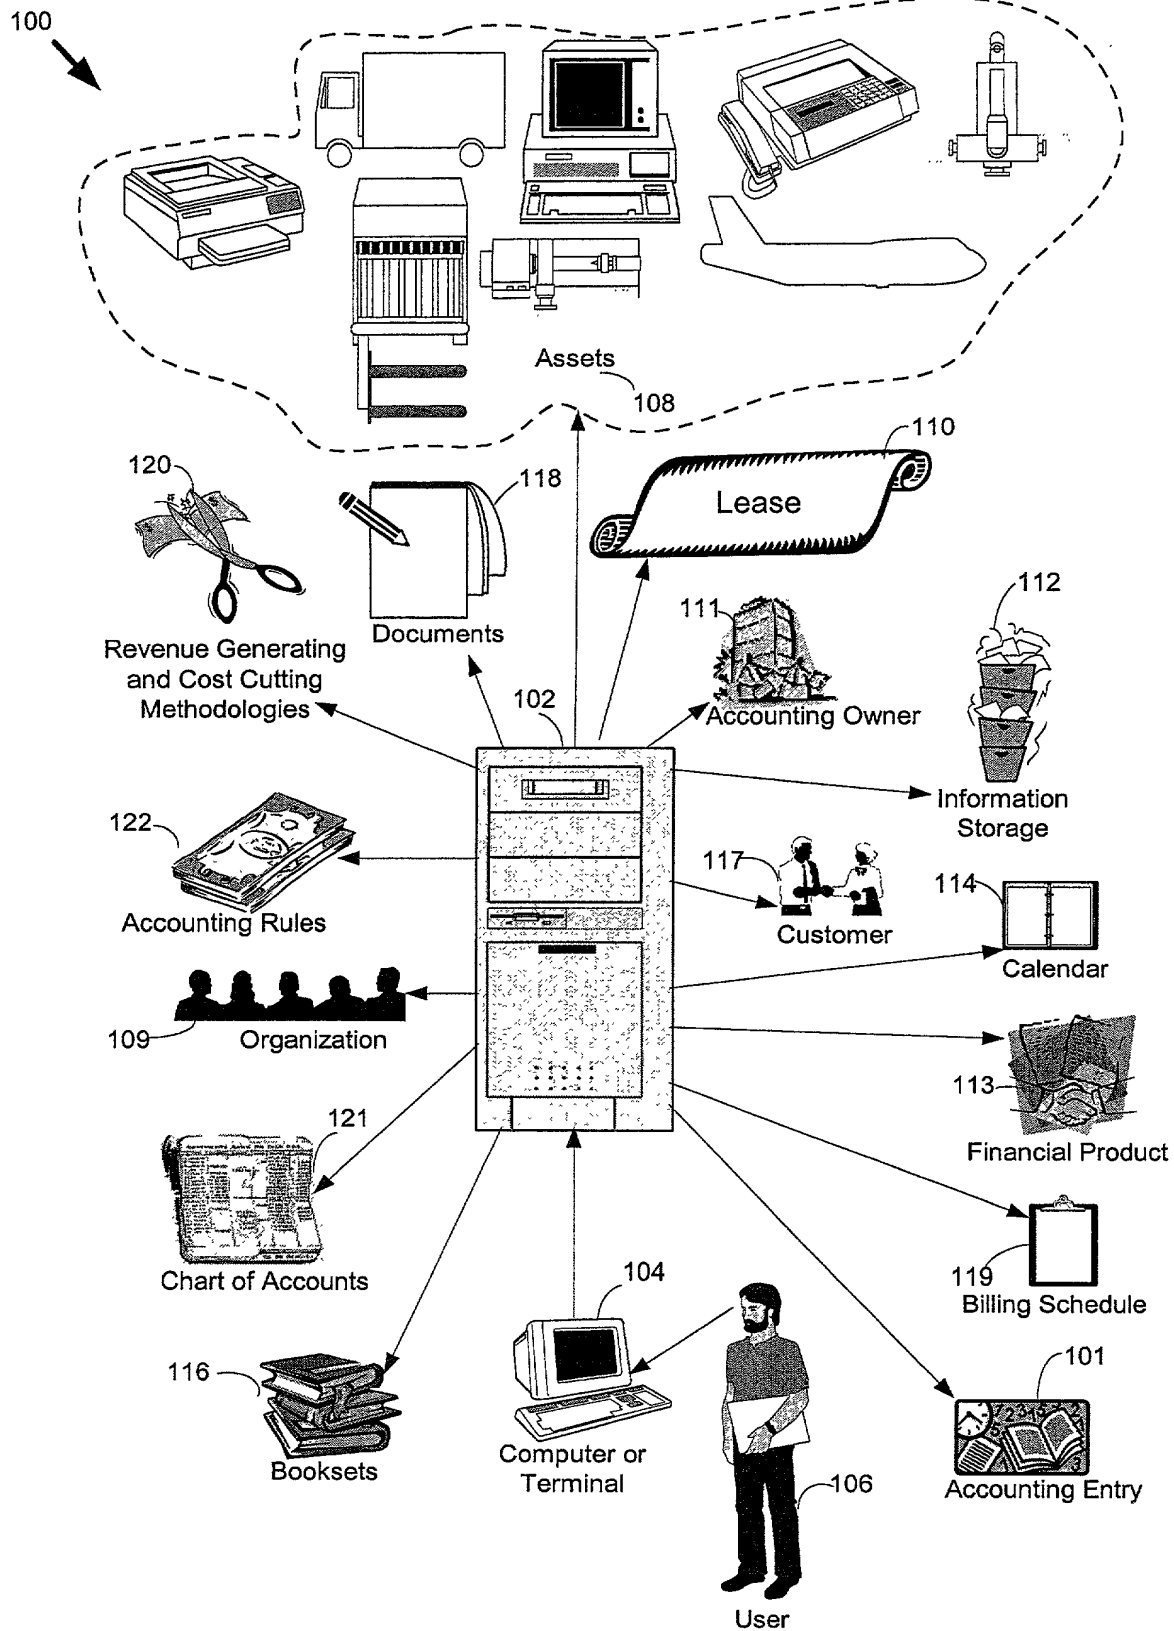 100
Assets
108
110
120
118
Lease
112
111
Documents
Revenue Generating
and Cost Cutting
Methodologies
102
Accounting Owner
Information
Storage
122
117
114
Accounting Rules
Customer
Calendar
109
Organization
113
121
Financial Product
Chart of Accounts
104
119
Billing Schedule
116
101
Booksets
Computer or
Terminal
106
Accounting Entry
User